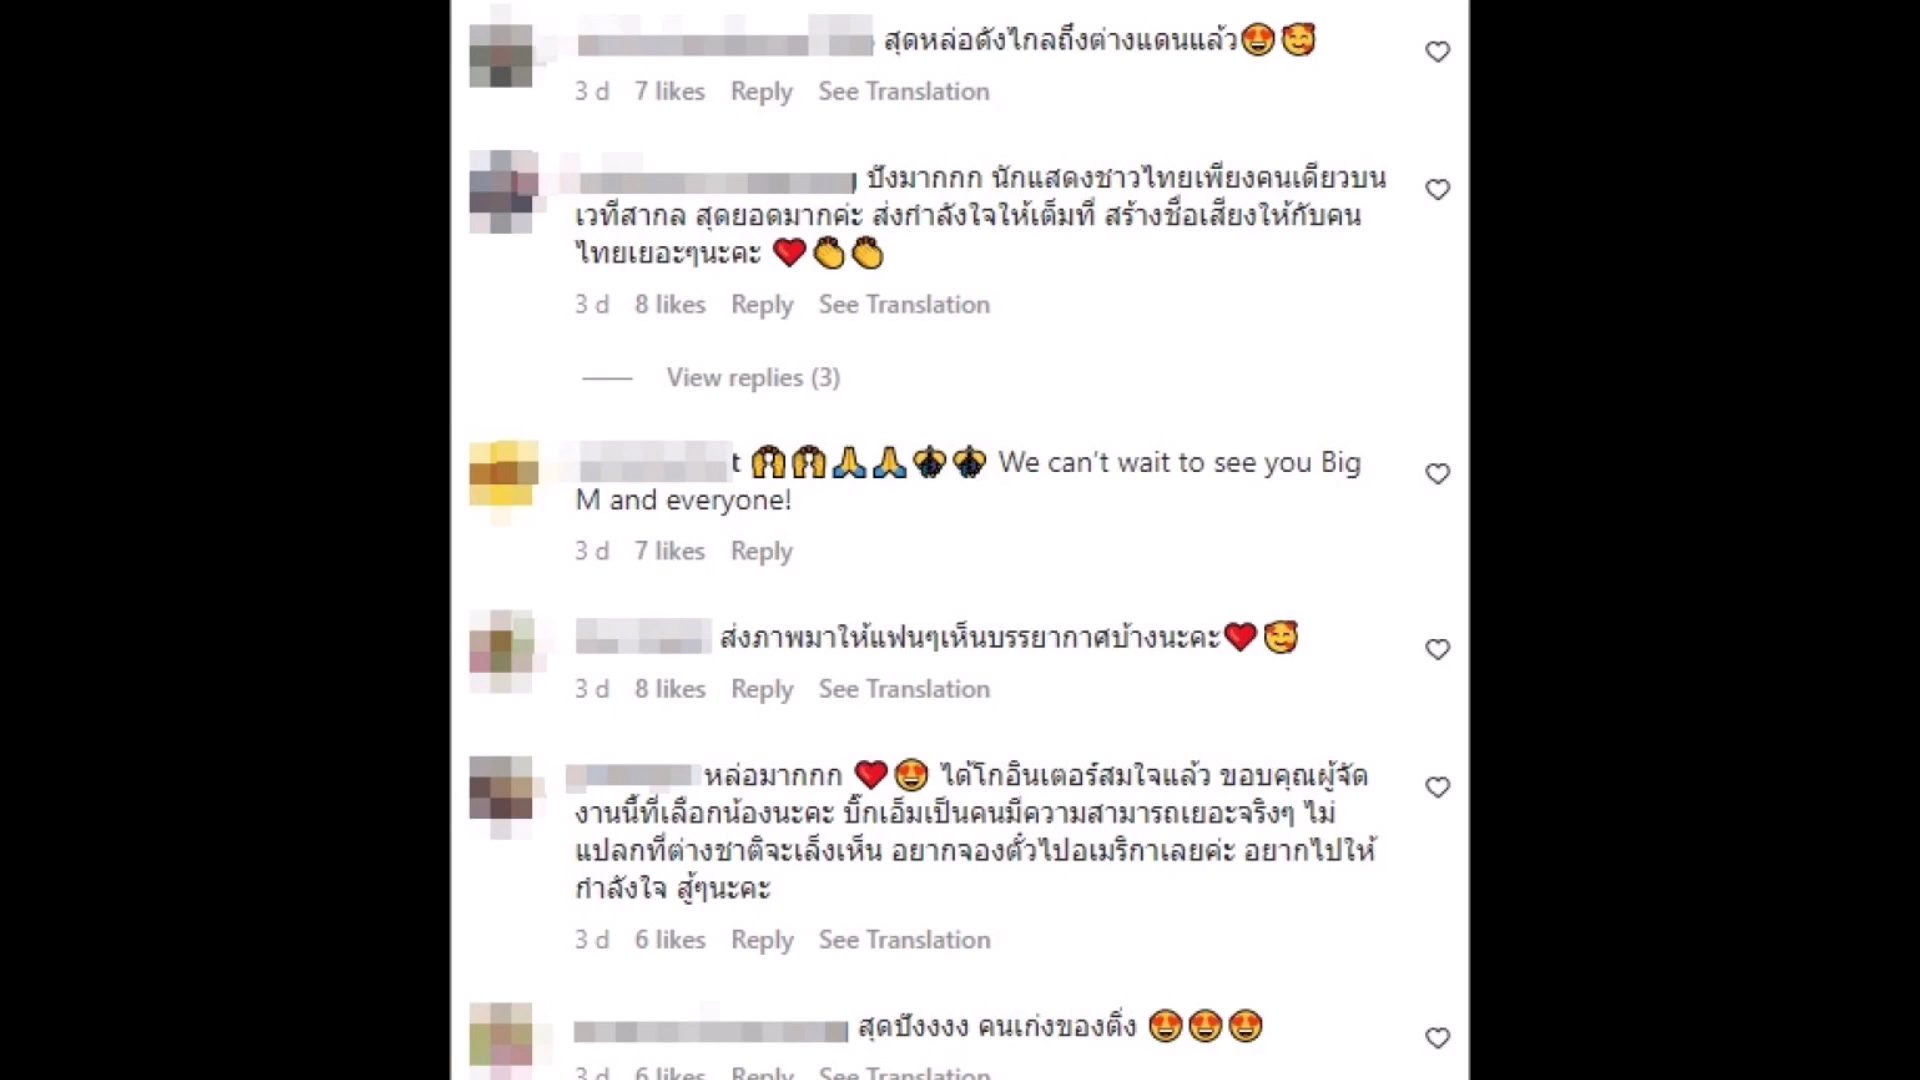 สุดหล่อดังไกลถึงต่างแดนแล้ว😍🥰
3 d 7 likes Reply See Translation
ปังมากกก นักแสดงชาวไทยเพียงคนเดียวบน
เวทีสากล สุดยอดมากค่ะ ส่งกำลังใจให้เต็มที่ สร้างชื่อเสียงให้กับคน
ไทยเยอะๆนะคะ ❤️👏👏
3 d 8 likes Reply See Translation
View replies (3)
t 🙌🙌🙏🙏 We can't wait to see you Big
M and everyone!
3 d 7 likes Reply
ส่งภาพมาให้แฟนๆเห็นบรรยากาศบ้างนะคะ❤️🥰
3 d 8 likes Reply See Translation
หล่อมากกก ❤️😍 ได้โกอินเตอร์สมใจแล้ว ขอบคุณผู้จัด
งานนี้ที่เลือกน้องนะคะ บิ๊กเอ็มเป็นคนมีความสามารถเยอะจริงๆ ไม่
แปลกที่ต่างชาติจะเล็งเห็น อยากจองตั๋วไปอเมริกาเลยค่ะ อยากไปให้
กำลังใจ สู้ๆนะคะ
3 d 6 likes Reply See Translation
สุดปังงงง คนเก่งของติ่ง 😍😍😍
3 d 6 likes Reply See Translation